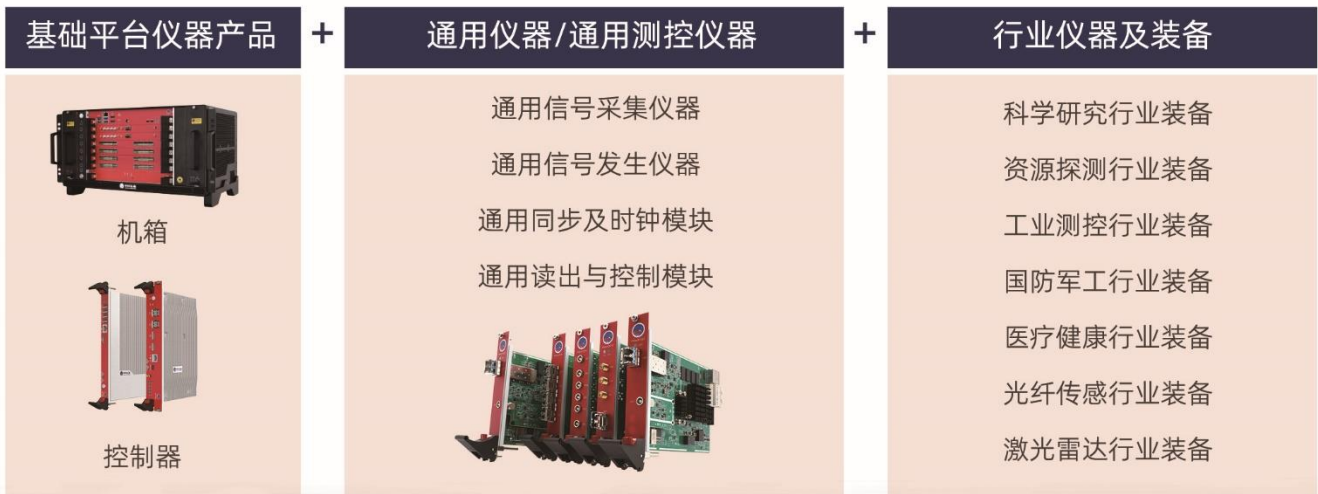 基础平台仪器产品
+
通用仪器/通用测控仪器
+
行业仪器及装备
机箱
控制器
通用信号采集仪器
通用信号发生仪器
通用同步及时钟模块
通用读出与控制模块
科学研究行业装备
资源探测行业装备
工业测控行业装备
国防军工行业装备
医疗健康行业装备
光纤传感行业装备
激光雷达行业装备